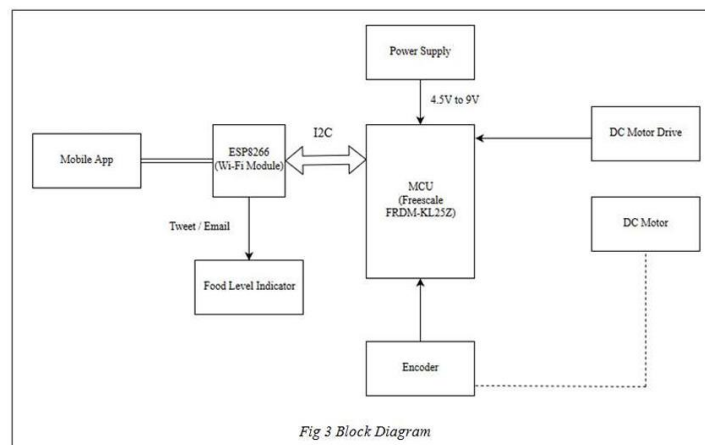 Power Supply
4.5V to 9V
I2C
DC Motor Drive
Mobile App
ESP8266
(Wi-Fi Module)
MCU
(Freescale
FRDM-KL25Z)
DC Motor
Tweet / Email
Food Level Indicator
Encoder
Fig 3 Block Diagram